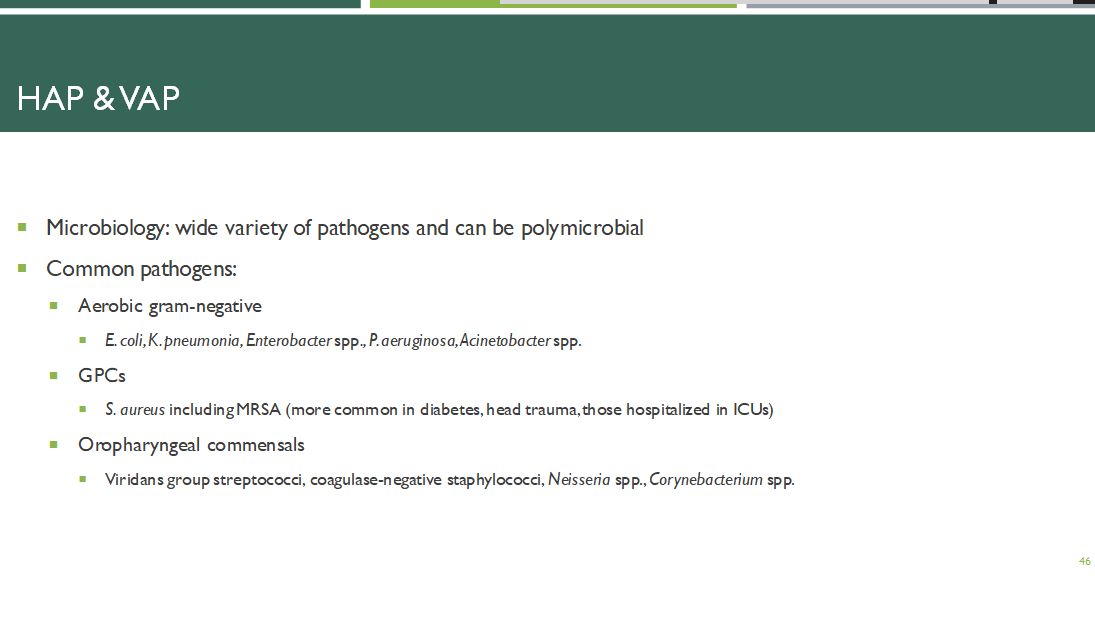 HAP & VAP
Microbiology: wide variety of pathogens and can be polymicrobial
Common pathogens:
Aerobic gram-negative
E. coli, K. pneumonia, Enterobacter spp., P. aeruginosa, Acinetobacter spp.
GPCs
S. aureus including MRSA (more common in diabetes, head trauma, those hospitalized in ICUs)
Oropharyngeal commensals
Viridans group streptococci, coagulase-negative staphylococci, Neisseria spp., Corynebacterium spp.
46